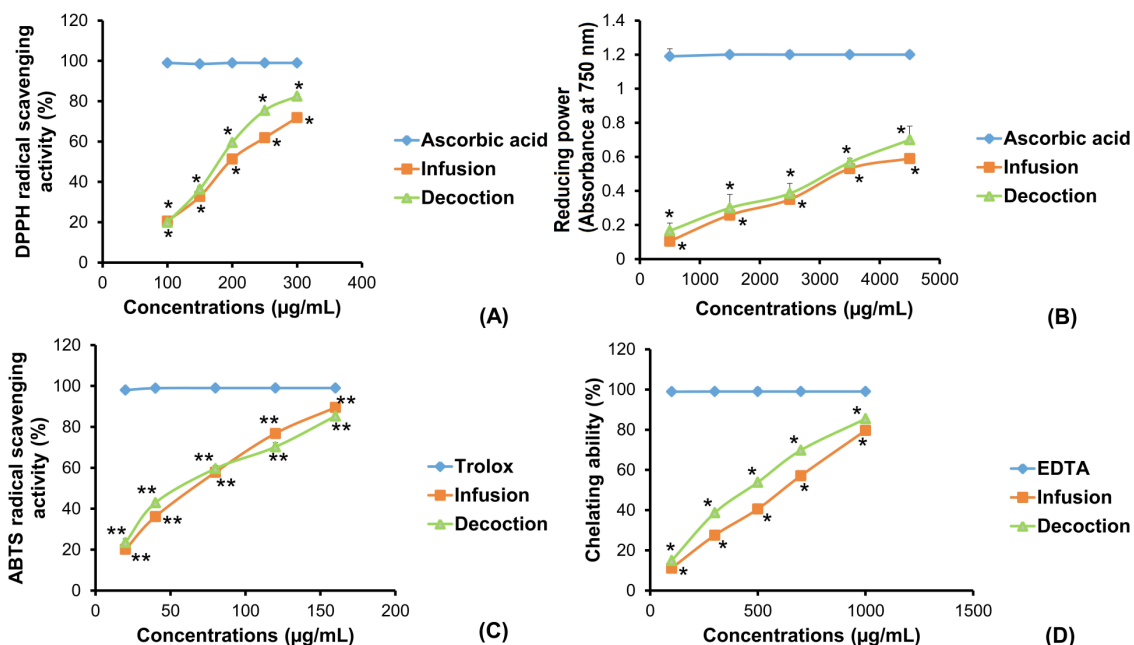 DPPH radical scavenging
activity (%)
120
100
80
60
40
20
0
0
100
200
300
400
Concentrations (µg/mL)
(A)
* * * * *
* * * * *
Ascorbic acid
Infusion
Decoction
Reducing power
(Absorbance at 750 nm)
1.4
1.2
1
0.8
0.6
0.4
0.2
0
0
1000
2000
3000
4000
5000
Concentrations (µg/mL)
(B)
* * * * *
* * * * *
Ascorbic acid
Infusion
Decoction
ABTS radical scavenging
activity (%)
120
100
80
60
40
20
0
0
50
100
150
200
Concentrations (µg/mL)
(C)
** ** ** ** **
** ** ** ** **
Trolox
Infusion
Decoction
Chelating ability (%)
120
100
80
60
40
20
0
0
500
1000
1500
Concentrations (µg/mL)
(D)
* * * * *
* * * * *
EDTA
Infusion
Decoction